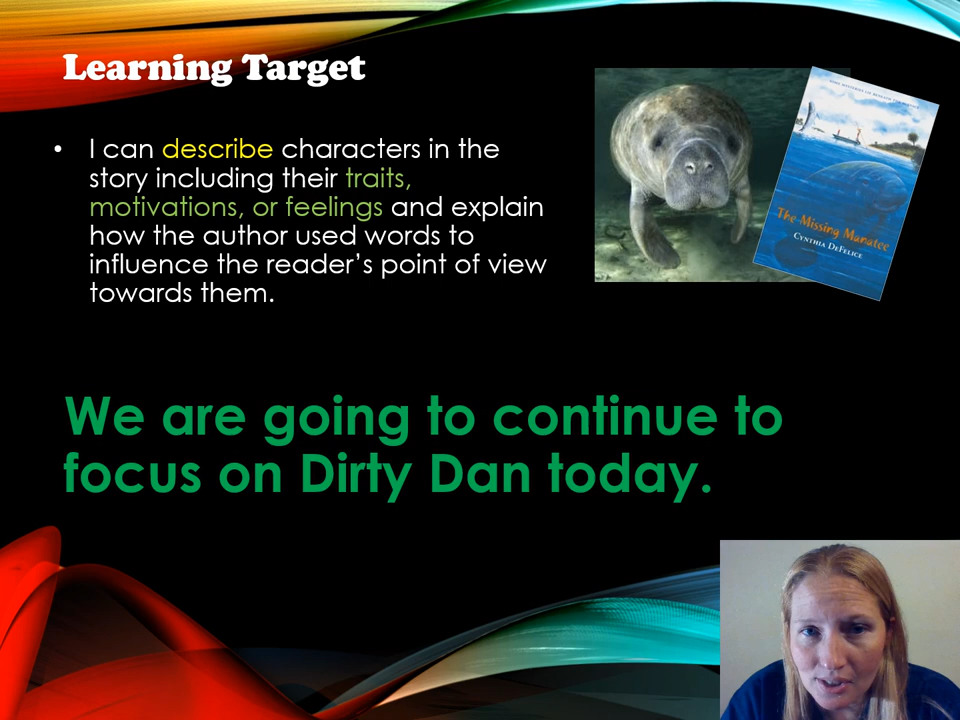 Learning Target
• I can describe characters in the
story including their traits,
motivations, or feelings and explain
how the author used words to
influence the reader's point of view
towards them.
The Missing Manatee
Cynthia DeFelice
We are going to continue to
focus on Dirty Dan today.